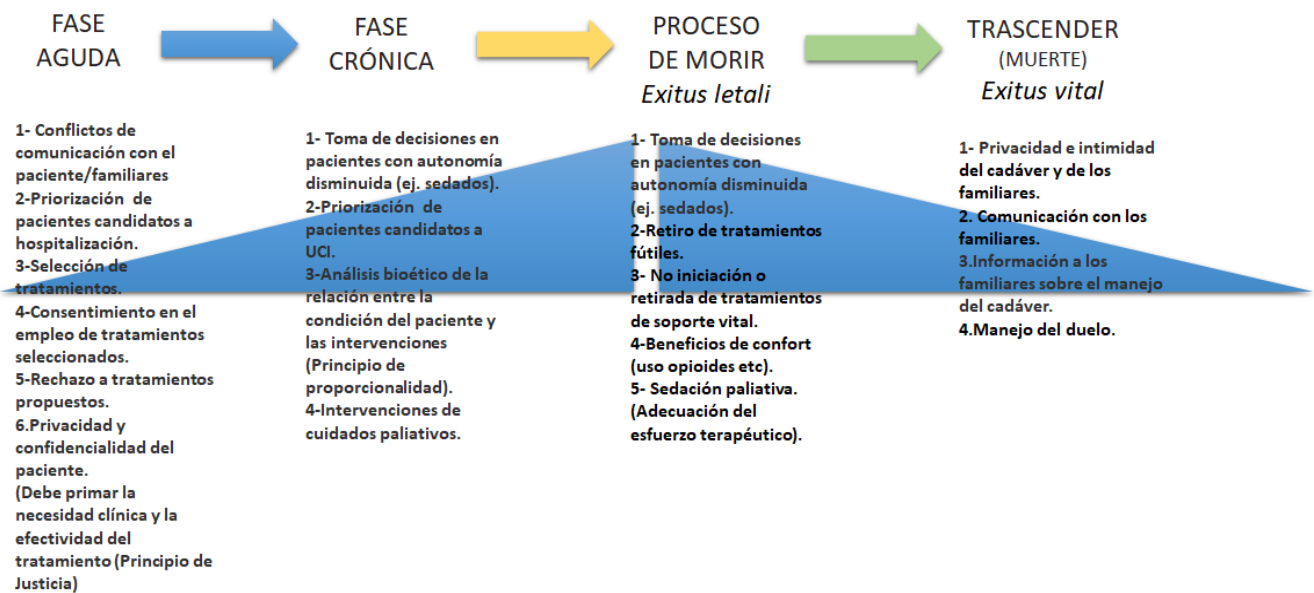 FASE
AGUDA
FASE
CRÓNICA
PROCESO
DE MORIR
Exitus letali
TRASCENDER
(MUERTE)
Exitus vital
1- Conflictos de
comunicación con el
paciente/familiares
2-Priorización de
pacientes candidatos a
hospitalización.
3-Selección de
tratamientos.
4-Consentimiento en el
empleo de tratamientos
seleccionados.
5-Rechazo a tratamientos
propuestos.
6.Privacidad y
confidencialidad del
paciente.
(Debe primar la
necesidad clínica y la
efectividad del
tratamiento (Principio de
Justicia)
1- Toma de decisiones en
pacientes con autonomía
disminuida (ej. sedados).
2-Priorización de
pacientes candidatos a
UCI.
3-Análisis bioético de la
relación entre la
condición del paciente y
las intervenciones
(Principio de
proporcionalidad).
4-Intervenciones de
cuidados paliativos.
1- Toma de decisiones
en pacientes con
autonomía disminuida
(ej. sedados).
2-Retiro de tratamientos
fútiles.
3- No iniciación o
retirada de tratamientos
de soporte vital.
4-Beneficios de confort
(uso opioides etc).
5- Sedación paliativa.
(Adecuación del
esfuerzo terapéutico).
1- Privacidad e intimidad
del cadáver y de los
familiares.
2. Comunicación con los
familiares.
3.Información a los
familiares sobre el manejo
del cadáver.
4.Manejo del duelo.